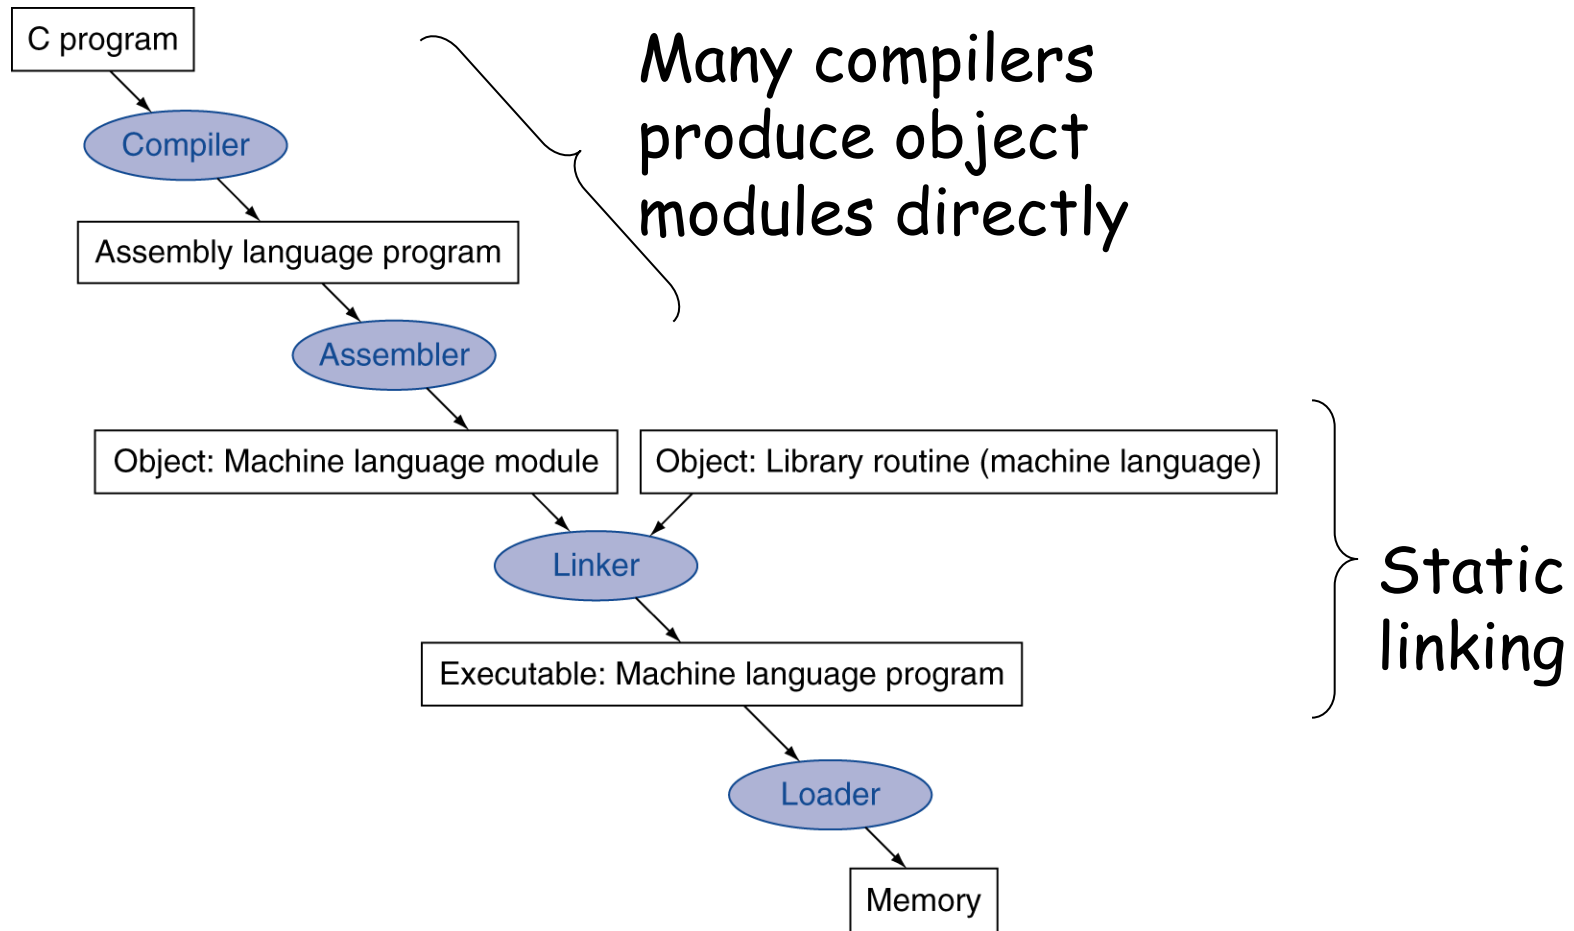 C program
Many compilers
produce object
modules directly
Compiler
Assembly language program
Assembler
Object: Machine language module
Object: Library routine (machine language)
Linker
Static
linking
Executable: Machine language program
Loader
Memory